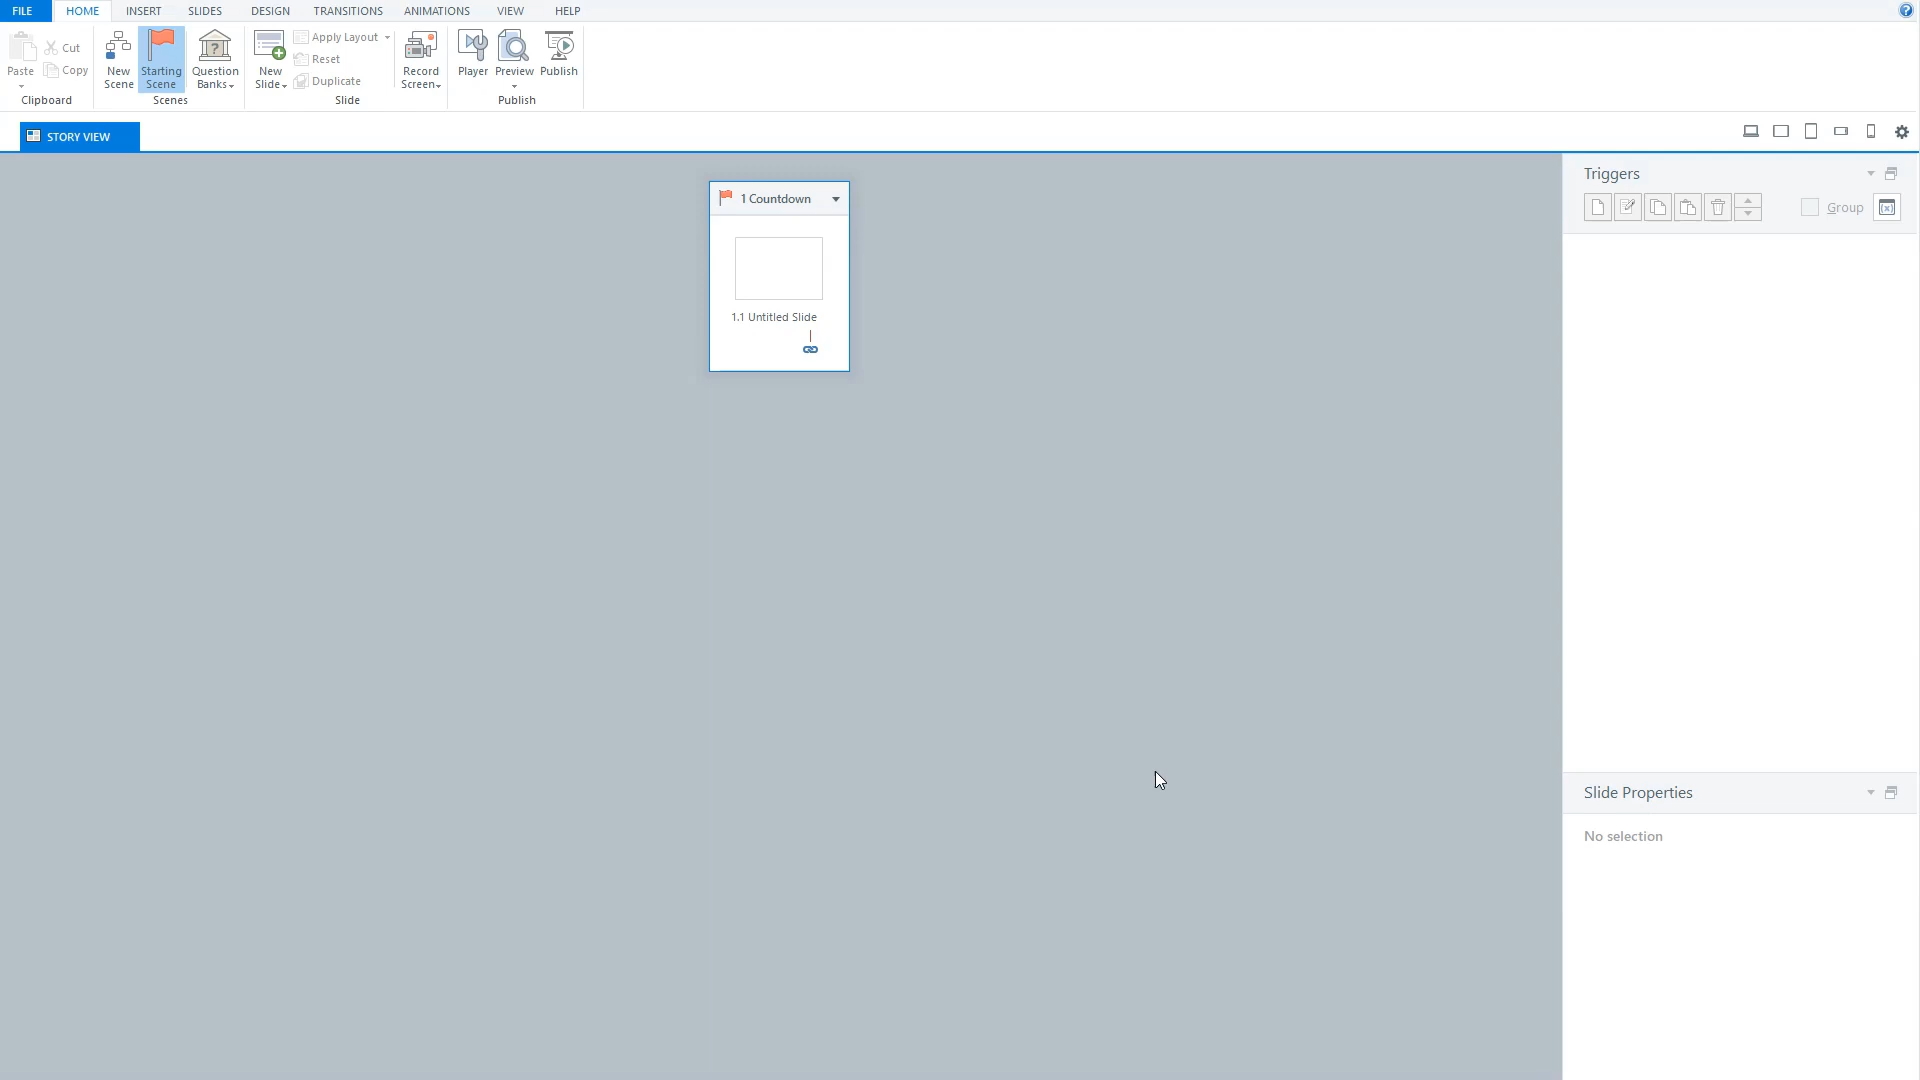 FILE HOME INSERT SLIDES DESIGN TRANSITIONS ANIMATIONS VIEW HELP
Paste Cut Copy
Clipboard
New Scene Starting Scene Question Banks
Scenes
New Slide Apply Layout Reset Duplicate
Slide
Record Screen
Player Preview Publish
Publish
STORY VIEW
1 Countdown
1.1 Untitled Slide
Triggers
Group
Slide Properties
No selection